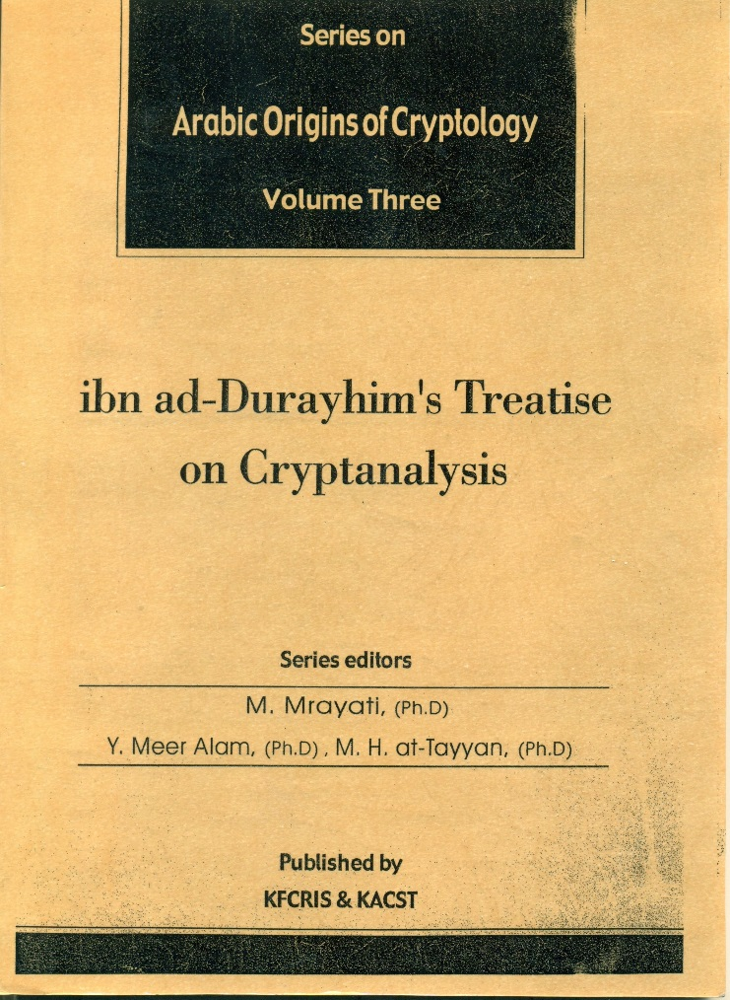 Series on
Arabic Origins of Cryptology
Volume Three
ibn ad-Durayhim's Treatise
on Cryptanalysis
Series editors
M. Mrayati, (Ph.D)
Y. Meer Alam, (Ph.D) , M. H. at-Tayyan, (Ph.D)
Published by
KFCRIS & KACST